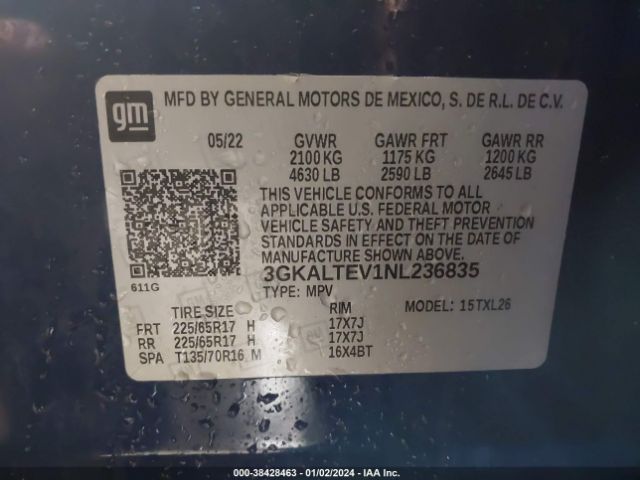 gm
MFD BY GENERAL MOTORS DE MEXICO, S. DE R.L. DE C.V.
05/22 GVWR GAWR FRT GAWR RR
2100 KG 1175 KG 1200 KG
4630 LB 2590 LB 2645 LB
THIS VEHICLE CONFORMS TO ALL
APPLICABLE U.S. FEDERAL MOTOR
VEHICLE SAFETY AND THEFT PREVENTION
STANDARDS IN EFFECT ON THE DATE OF
MANUFACTURE SHOWN ABOVE.
3GKALTEV1NL236835
611G
TYPE: MPV MODEL: 15TXL26
TIRE SIZE RIM
FRT 225/65R17 H 17X7J
RR 225/65R17 H 17X7J
SPA T135/70R16 M 16X4BT
000-38428463 - 01/02/2024 - IAA Inc.